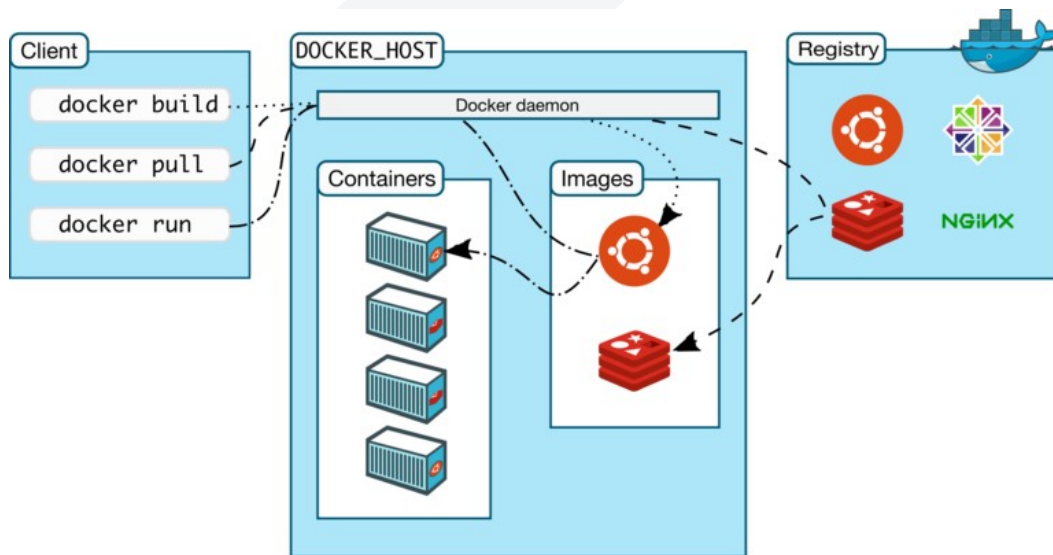 Client
docker build
docker pull
docker run
DOCKER_HOST
Docker daemon
Containers
Images
Registry
NGiNX